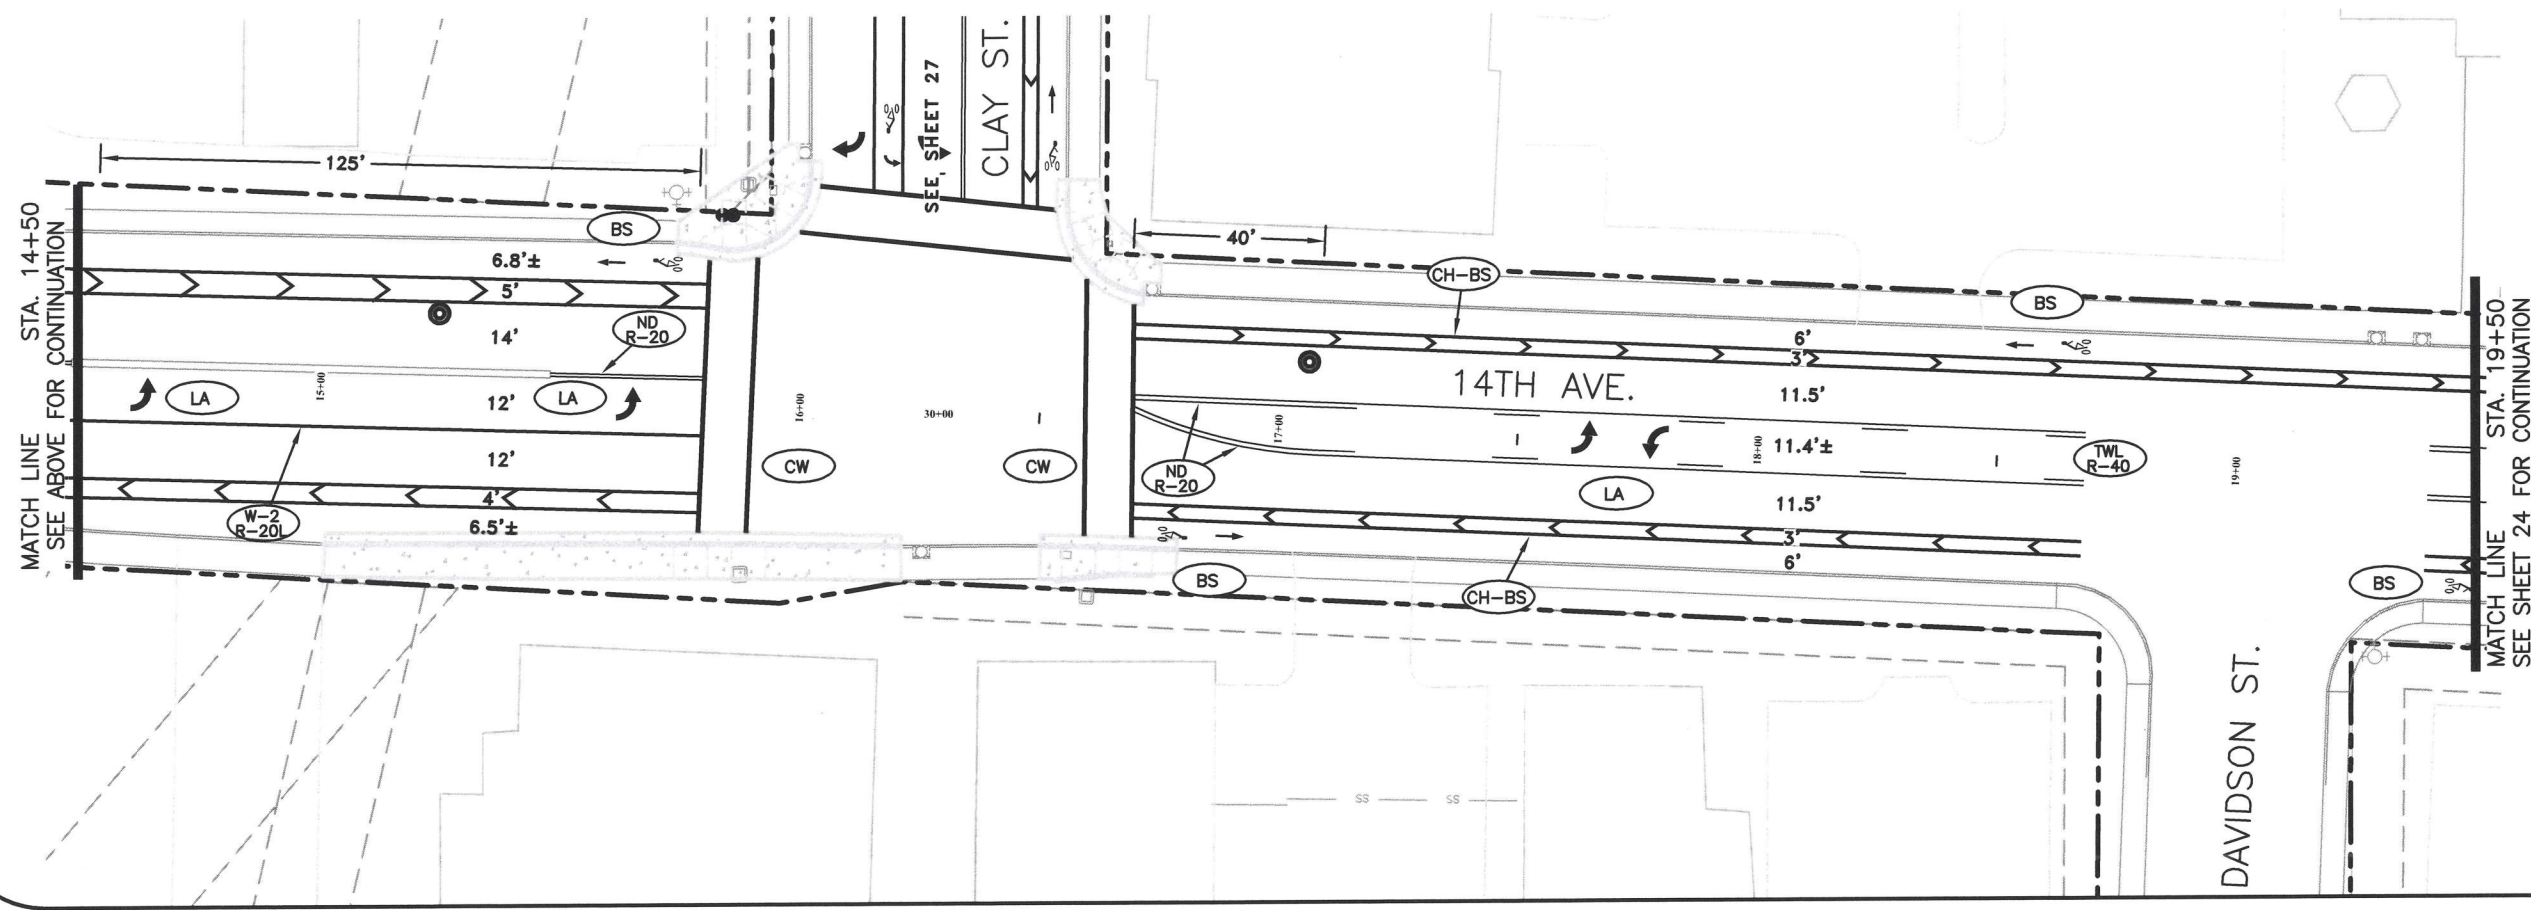 MATCH LINE STA. 14+50
SEE ABOVE FOR CONTINUATION
125'
BS
6.8'±
5'
14'
ND
R-20
LA
15+00
12'
LA
12'
4'
W-2
R-20L
6.5'±
SEE SHEET 27
CLAY ST.
16+00
30+00
CW
CW
40'
CH-BS
BS
6'
3'
14TH AVE.
11.5'
17+00
18+00
11.4'±
TWL
R-40
19+00
ND
R-20
LA
11.5'
3'
6'
BS
CH-BS
BS
SS
SS
DAVIDSON ST.
MATCH LINE STA. 19+50
SEE SHEET 24 FOR CONTINUATION